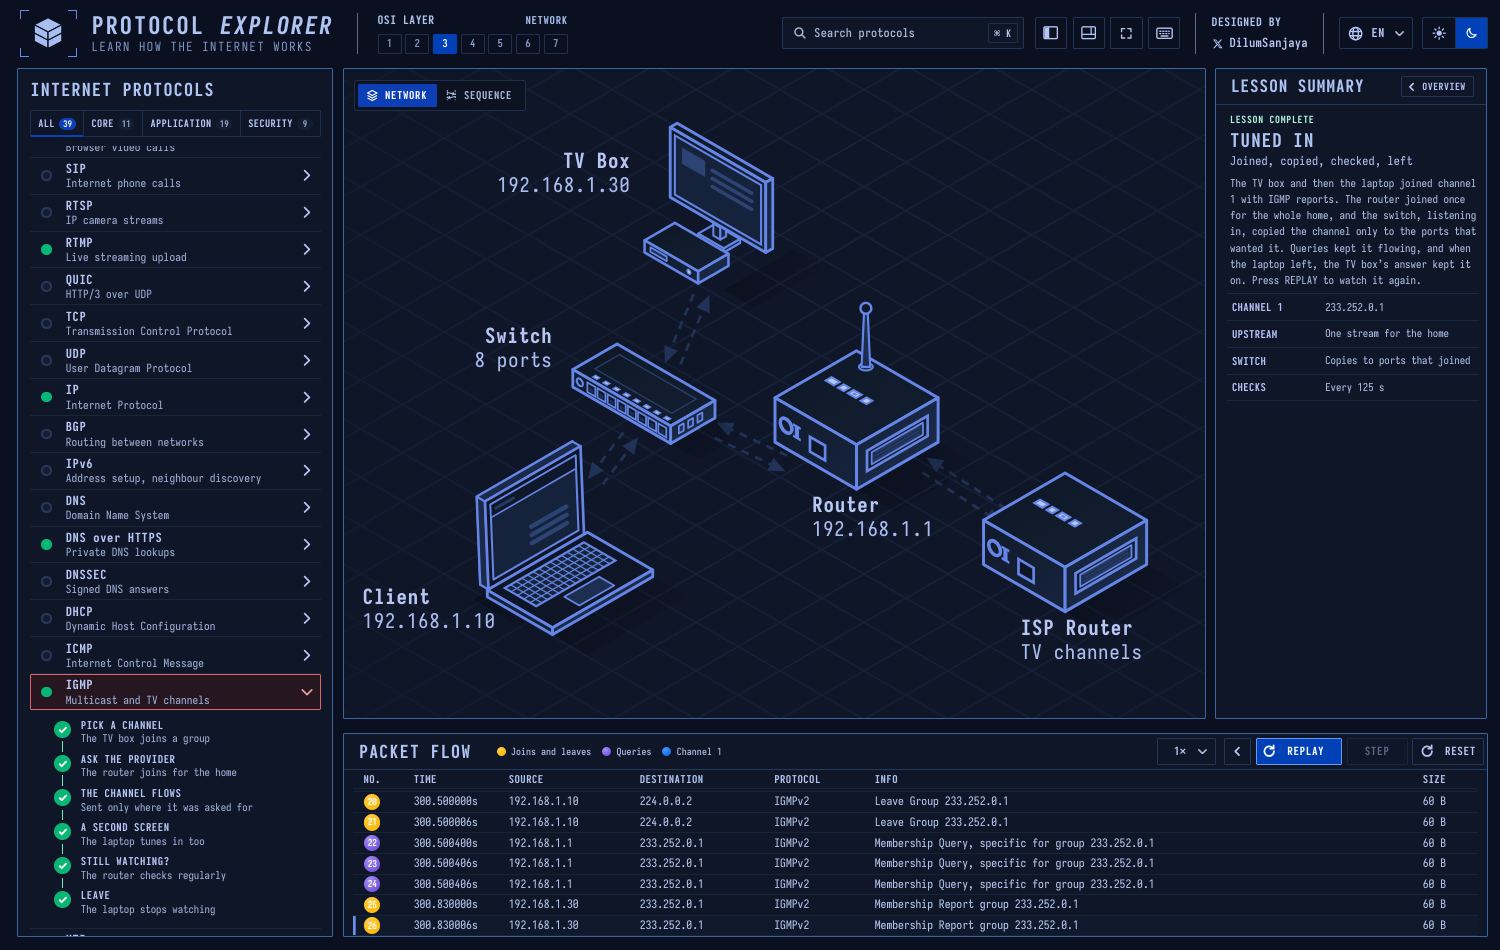 PROTOCOL EXPLORER
LEARN HOW THE INTERNET WORKS
OSI LAYER NETWORK
1 2 3 4 5 6 7
Search protocols ⌘ K
DESIGNED BY
DilumSanjaya
EN
INTERNET PROTOCOLS
ALL 39 CORE 11 APPLICATION 19 SECURITY 9
Browser video calls
SIP
Internet phone calls
RTSP
IP camera streams
RTMP
Live streaming upload
QUIC
HTTP/3 over UDP
TCP
Transmission Control Protocol
UDP
User Datagram Protocol
IP
Internet Protocol
BGP
Routing between networks
IPv6
Address setup, neighbour discovery
DNS
Domain Name System
DNS over HTTPS
Private DNS lookups
DNSSEC
Signed DNS answers
DHCP
Dynamic Host Configuration
ICMP
Internet Control Message
IGMP
Multicast and TV channels
PICK A CHANNEL
The TV box joins a group
ASK THE PROVIDER
The router joins for the home
THE CHANNEL FLOWS
Sent only where it was asked for
A SECOND SCREEN
The laptop tunes in too
STILL WATCHING?
The router checks regularly
LEAVE
The laptop stops watching
NETWORK SEQUENCE
TV Box
192.168.1.30
Switch
8 ports
Router
192.168.1.1
Client
192.168.1.10
ISP Router
TV channels
LESSON SUMMARY OVERVIEW
LESSON COMPLETE
TUNED IN
Joined, copied, checked, left
The TV box and then the laptop joined channel
1 with IGMP reports. The router joined once
for the whole home, and the switch, listening
in, copied the channel only to the ports that
wanted it. Queries kept it flowing, and when
the laptop left, the TV box's answer kept it
on. Press REPLAY to watch it again.
CHANNEL 1 233.252.0.1
UPSTREAM One stream for the home
SWITCH Copies to ports that joined
CHECKS Every 125 s
PACKET FLOW Joins and leaves Queries Channel 1 1× REPLAY STEP RESET
NO. TIME SOURCE DESTINATION PROTOCOL INFO SIZE
20 300.500000s 192.168.1.10 224.0.0.2 IGMPv2 Leave Group 233.252.0.1 60 B
21 300.500006s 192.168.1.10 224.0.0.2 IGMPv2 Leave Group 233.252.0.1 60 B
22 300.500400s 192.168.1.1 233.252.0.1 IGMPv2 Membership Query, specific for group 233.252.0.1 60 B
23 300.500406s 192.168.1.1 233.252.0.1 IGMPv2 Membership Query, specific for group 233.252.0.1 60 B
24 300.500406s 192.168.1.1 233.252.0.1 IGMPv2 Membership Query, specific for group 233.252.0.1 60 B
25 300.830000s 192.168.1.30 233.252.0.1 IGMPv2 Membership Report group 233.252.0.1 60 B
26 300.830006s 192.168.1.30 233.252.0.1 IGMPv2 Membership Report group 233.252.0.1 60 B